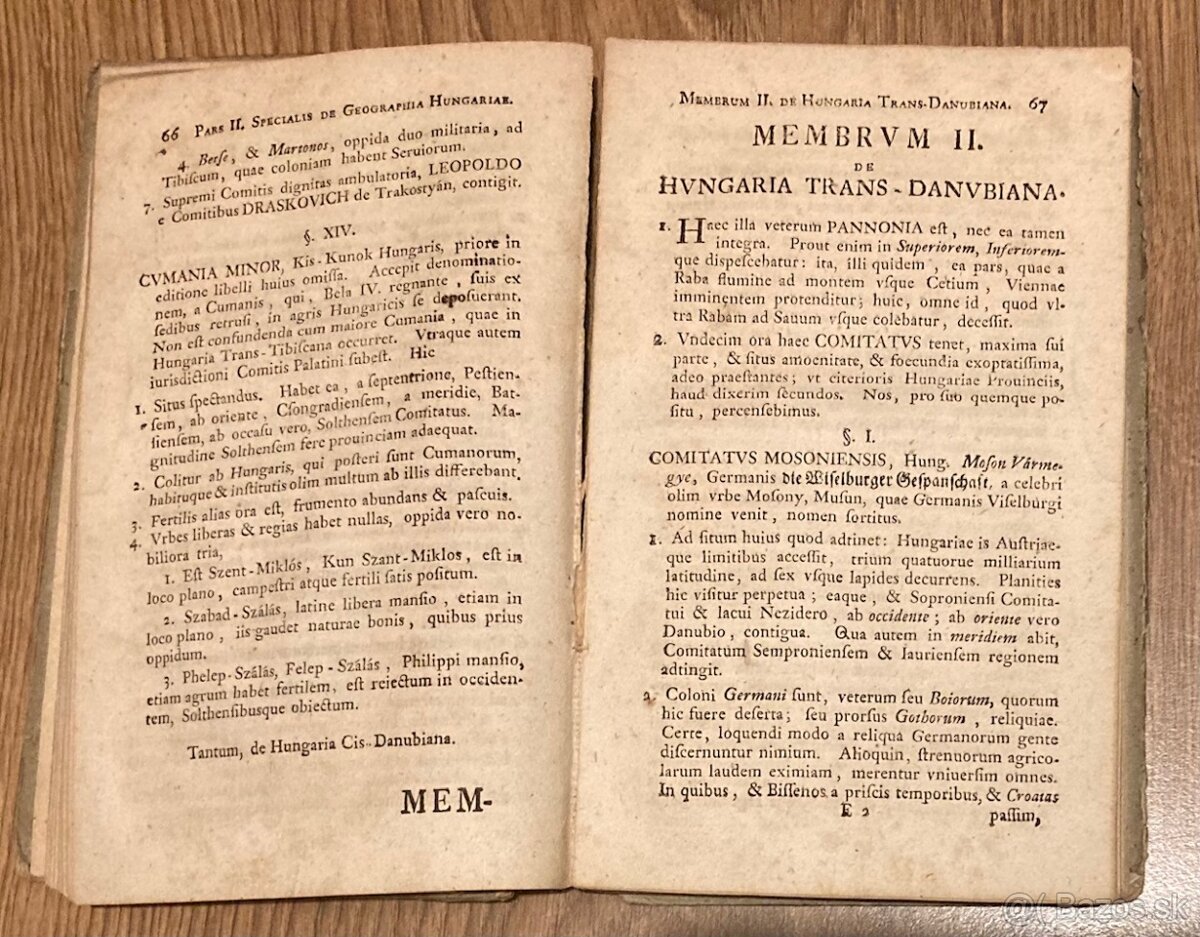 66 PARS II. SPECIALIS DE GEOGRAPHIA HUNGARIAE.
4. Betſe, & Martonos, oppida duo militaria, ad
Tibiſcum, quae coloniam habent Seruiorum.
7. Supremi Comitis dignitas ambulatoria, LEOPOLDO
e Comitibus DRASKOVICH de Trakostyán, contigit.
§. XIV.
CVMANIA MINOR, Kis-Kunok Hungaris, priore in
editione libelli huius omiſſa. Accepit denominatio-
nem, a Cumanis, qui, Bela IV. regnante, ſuis ex
ſedibus retruſi, in agris Hungaricis ſe depoſuerant.
Non eſt confundenda cum maiore Cumania, quae in
Hungaria Trans-Tibiſcana occurret. Vtraque autem
iurisdictioni Comitis Palatini ſubeſt. Hic
1. Situs ſpectandus. Habet ea, a ſeptentrione, Peſtien-
ſem, ab oriente, Cſongradienſem, a meridie, Bat-
ſienſem, ab occaſu vero, Solthenſem Comitatus. Ma-
gnitudine Solthenſem fere prouinciam adaequat.
2. Colitur ab Hungaris, qui poſteri ſunt Cumanorum,
habituque & inſtitutis olim multum ab illis differebant.
3. Fertilis alias ora eſt, frumento abundans & paſcuis.
4. Vrbes liberas & regias habet nullas, oppida vero no-
biliora tria,
1. Eſt Szent-Miklós, Kun Szant-Miklos, eſt in
loco plano, campeſtri atque fertili ſatis poſitum.
2. Szabad-Szálás, latine libera manſio, etiam in
loco plano, iis gaudet naturae bonis, quibus prius
oppidum.
3. Phelep-Szálás, Felep-Szálás, Philippi manſio,
etiam agrum habet fertilem, eſt reiectum in occiden-
tem, Solthenſibusque obiectum.
Tantum, de Hungaria Cis-Danubiana.
MEM-
MEMBRUM II. DE HUNGARIA TRANS-DANUBIANA. 67
MEMBRVM II.
DE
HVNGARIA TRANS-DANVBIANA.
1. Haec illa veterum PANNONIA eſt, nec ea tamen
integra. Prout enim in Superiorem, Inferiorem-
que diſpeſcebatur: ita, illi quidem, ea pars, quae a
Raba flumine ad montem vſque Cetium, Viennae
imminentem protenditur; huic, omne id, quod vl-
tra Rabam ad Sauum vſque colebatur, deceſſit.
2. Vndecim ora haec COMITATVS tenet, maxima ſui
parte, & ſitus amoenitate, & foecundia exoptatiſſima,
adeo praeſtantes; vt citerioris Hungariae Prouinciis,
haud dixerim ſecundos. Nos, pro ſuo quemque po-
ſitu, percenſebimus.
§. I.
COMITATVS MOSONIENSIS, Hung. Moſon Várme-
gye, Germanis die Wiſelburger Geſpanſchaft, a celebri
olim vrbe Moſony, Muſun, quae Germanis Viſelburgi
nomine venit, nomen ſortitus.
1. Ad ſitum huius quod adtinet: Hungariae is Auſtriae-
que limitibus acceſſit, trium quatuorue milliarium
latitudine, ad ſex vſque lapides decurrens. Planities
hic viſitur perpetua; eaque, & Sopronienſi Comita-
tui & lacui Nezidero, ab occidente; ab oriente vero
Danubio, contigua. Qua autem in meridiem abit,
Comitatum Sempronienſem & Iaurienſem regionem
adtingit.
2. Coloni Germani ſunt, veterum ſeu Boiorum, quorum
hic fuere deſerta; ſeu prorſus Gothorum, reliquiae.
Certe, loquendi modo a reliqua Germanorum gente
diſcernuntur nimium. Alioquin, ſtrenuorum agrico-
larum laudem eximiam, merentur vniuerſim omnes.
In quibus, & Biſſenos a priſcis temporibus, & Croatas
E 2 paſſim,
@( Bazos.sk